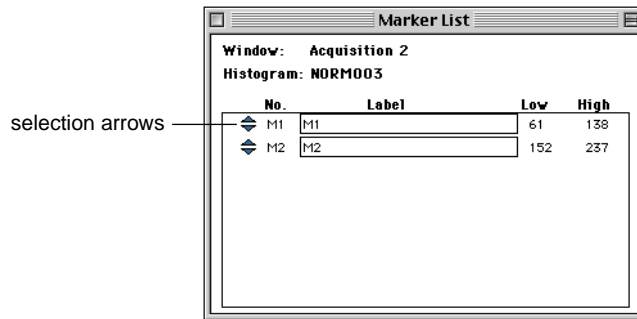 Marker List
Window: Acquisition 2
Histogram: NORM003
No. Label Low High
selection arrows
M1 M1 61 138
M2 M2 152 237